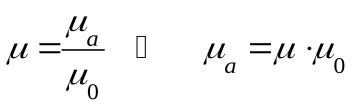 μ = μₐ / μ₀ μₐ = μ · μ₀